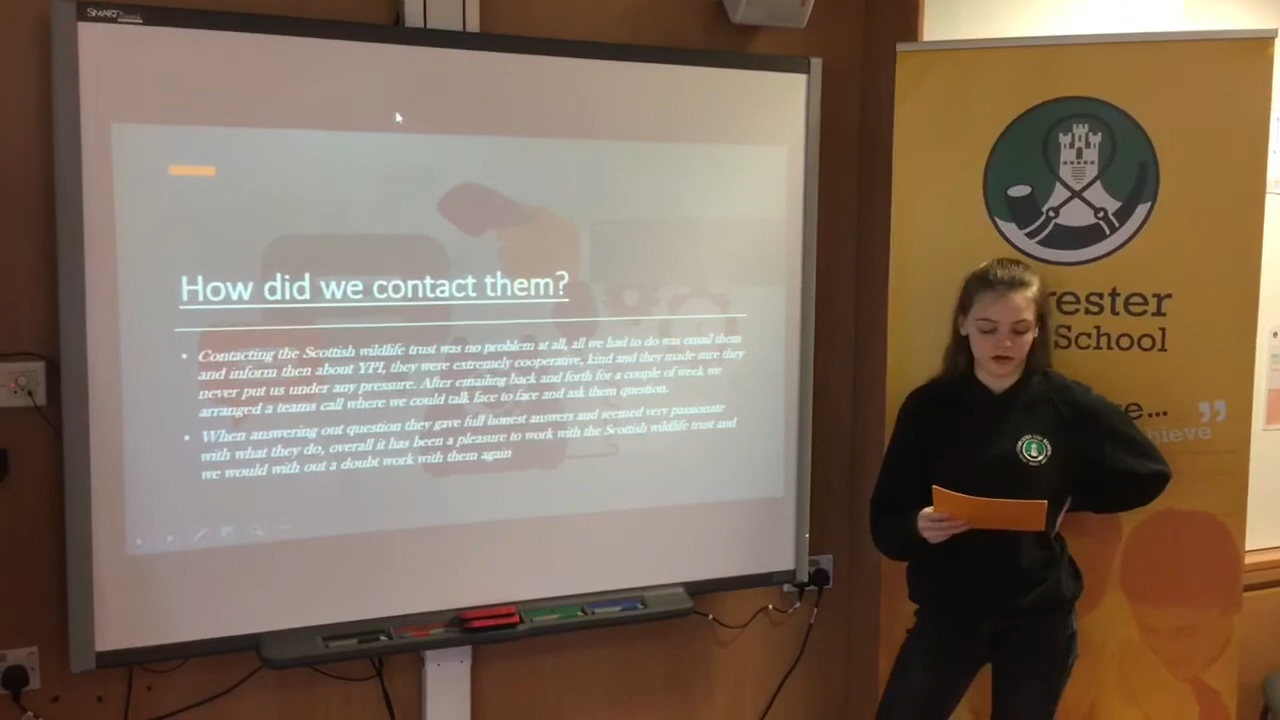 SMART
How did we contact them?
• Contacting the Scottish wildlife trust was no problem at all, all we had to do was email them
and inform then about YPI, they were extremely cooperative, kind and they made sure they
never put us under any pressure. After emailing back and forth for a couple of week we
arranged a teams call where we could talk face to face and ask them question.
• When answering out question they gave full honest answers and seemed very passionate
with what they do, overall it has been a pleasure to work with the Scottish wildlife trust and
we would with out a doubt work with them again
rester
School
e... ”
hieve